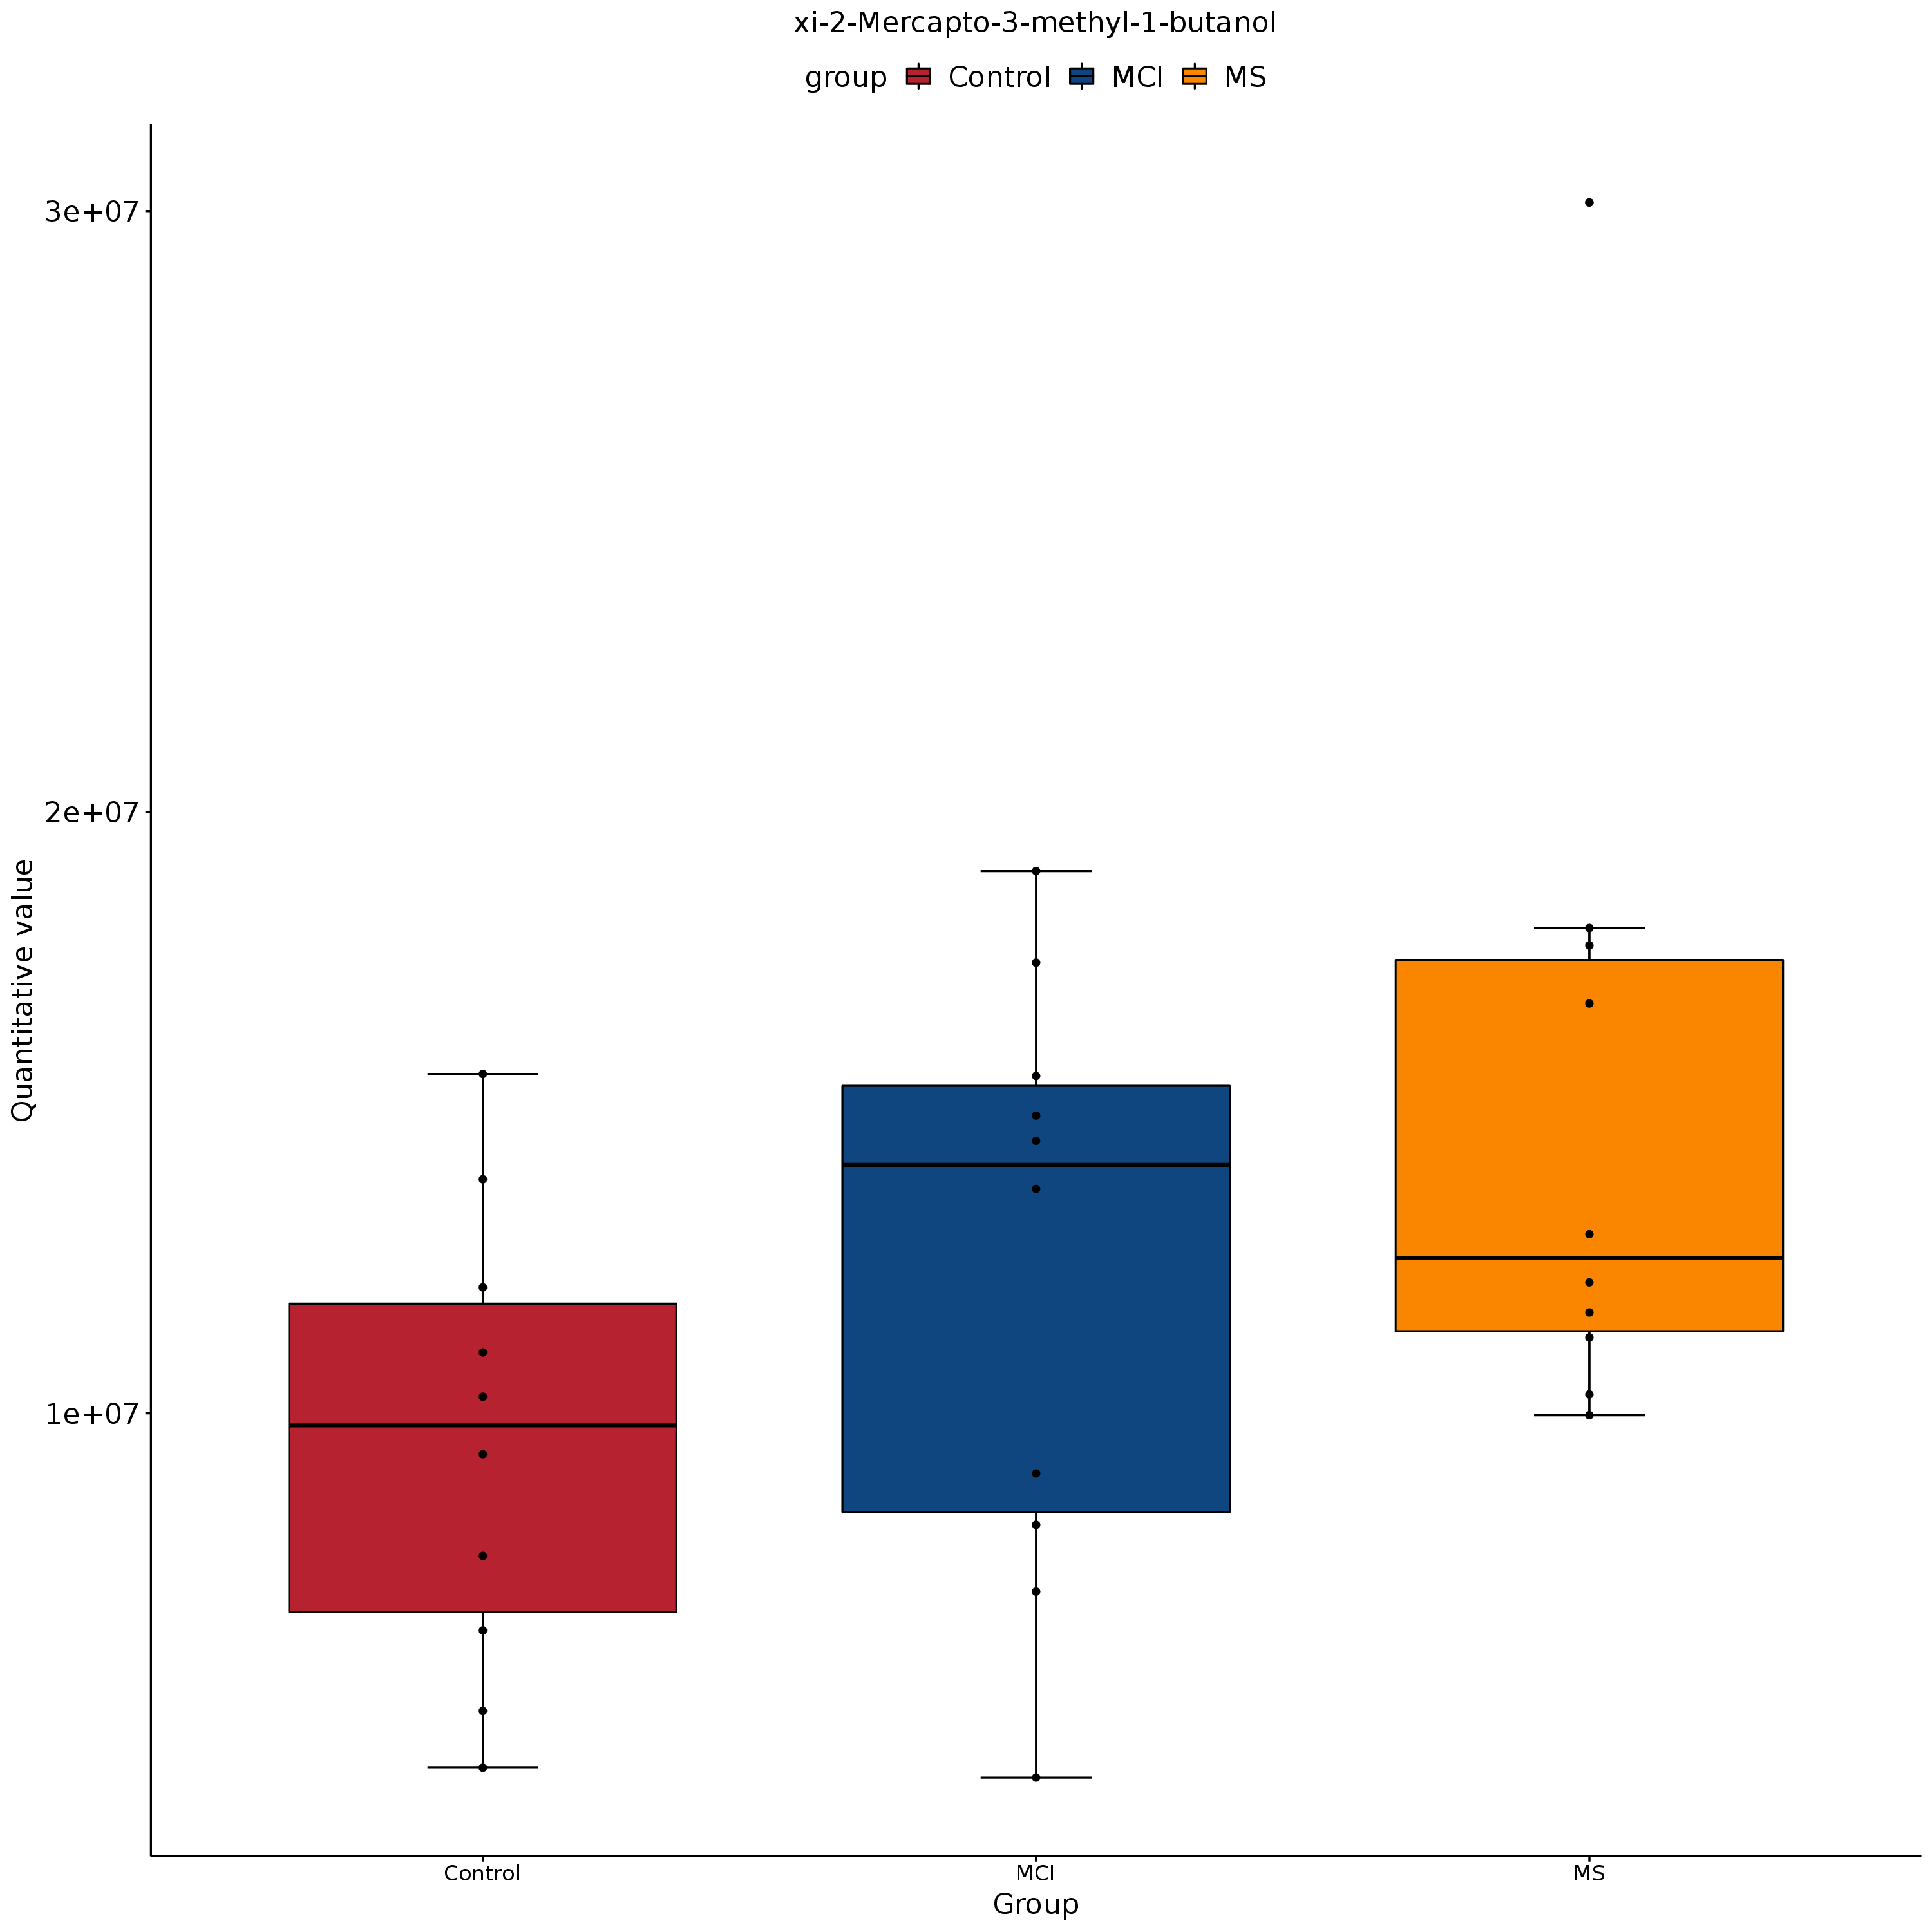 xi-2-Mercapto-3-methyl-1-butanol
group Control MCI MS
3e+07
2e+07
1e+07
Quantitative value
Control MCI MS
Group